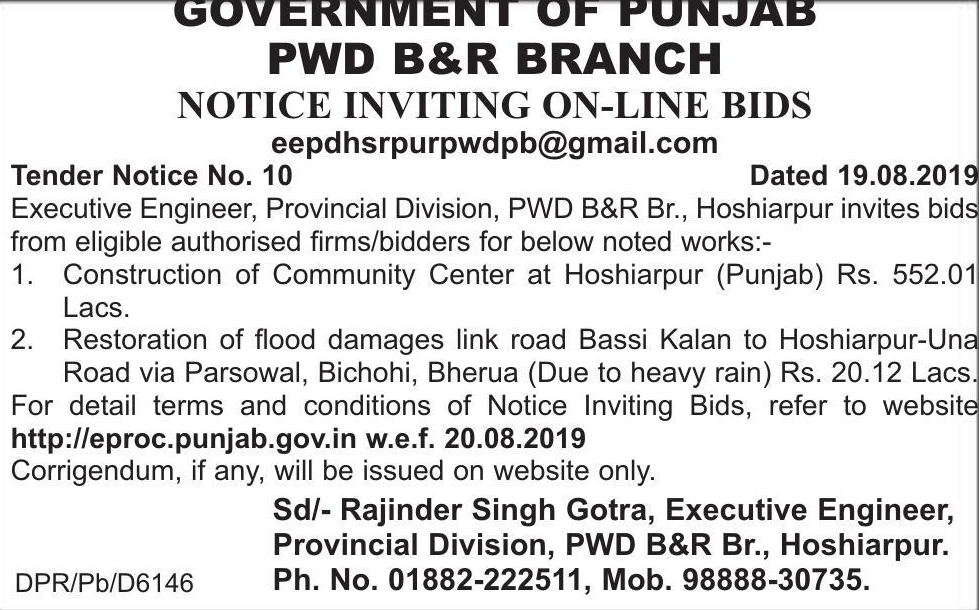 GOVERNMENT OF PUNJAB
PWD B&R BRANCH
NOTICE INVITING ON-LINE BIDS
eepdhsrpurpwdpb@gmail.com
Tender Notice No. 10 Dated 19.08.2019
Executive Engineer, Provincial Division, PWD B&R Br., Hoshiarpur invites bids
from eligible authorised firms/bidders for below noted works:-
1. Construction of Community Center at Hoshiarpur (Punjab) Rs. 552.01
Lacs.
2. Restoration of flood damages link road Bassi Kalan to Hoshiarpur-Una
Road via Parsowal, Bichohi, Bherua (Due to heavy rain) Rs. 20.12 Lacs.
For detail terms and conditions of Notice Inviting Bids, refer to website
http://eproc.punjab.gov.in w.e.f. 20.08.2019
Corrigendum, if any, will be issued on website only.
Sd/- Rajinder Singh Gotra, Executive Engineer,
Provincial Division, PWD B&R Br., Hoshiarpur.
DPR/Pb/D6146 Ph. No. 01882-222511, Mob. 98888-30735.